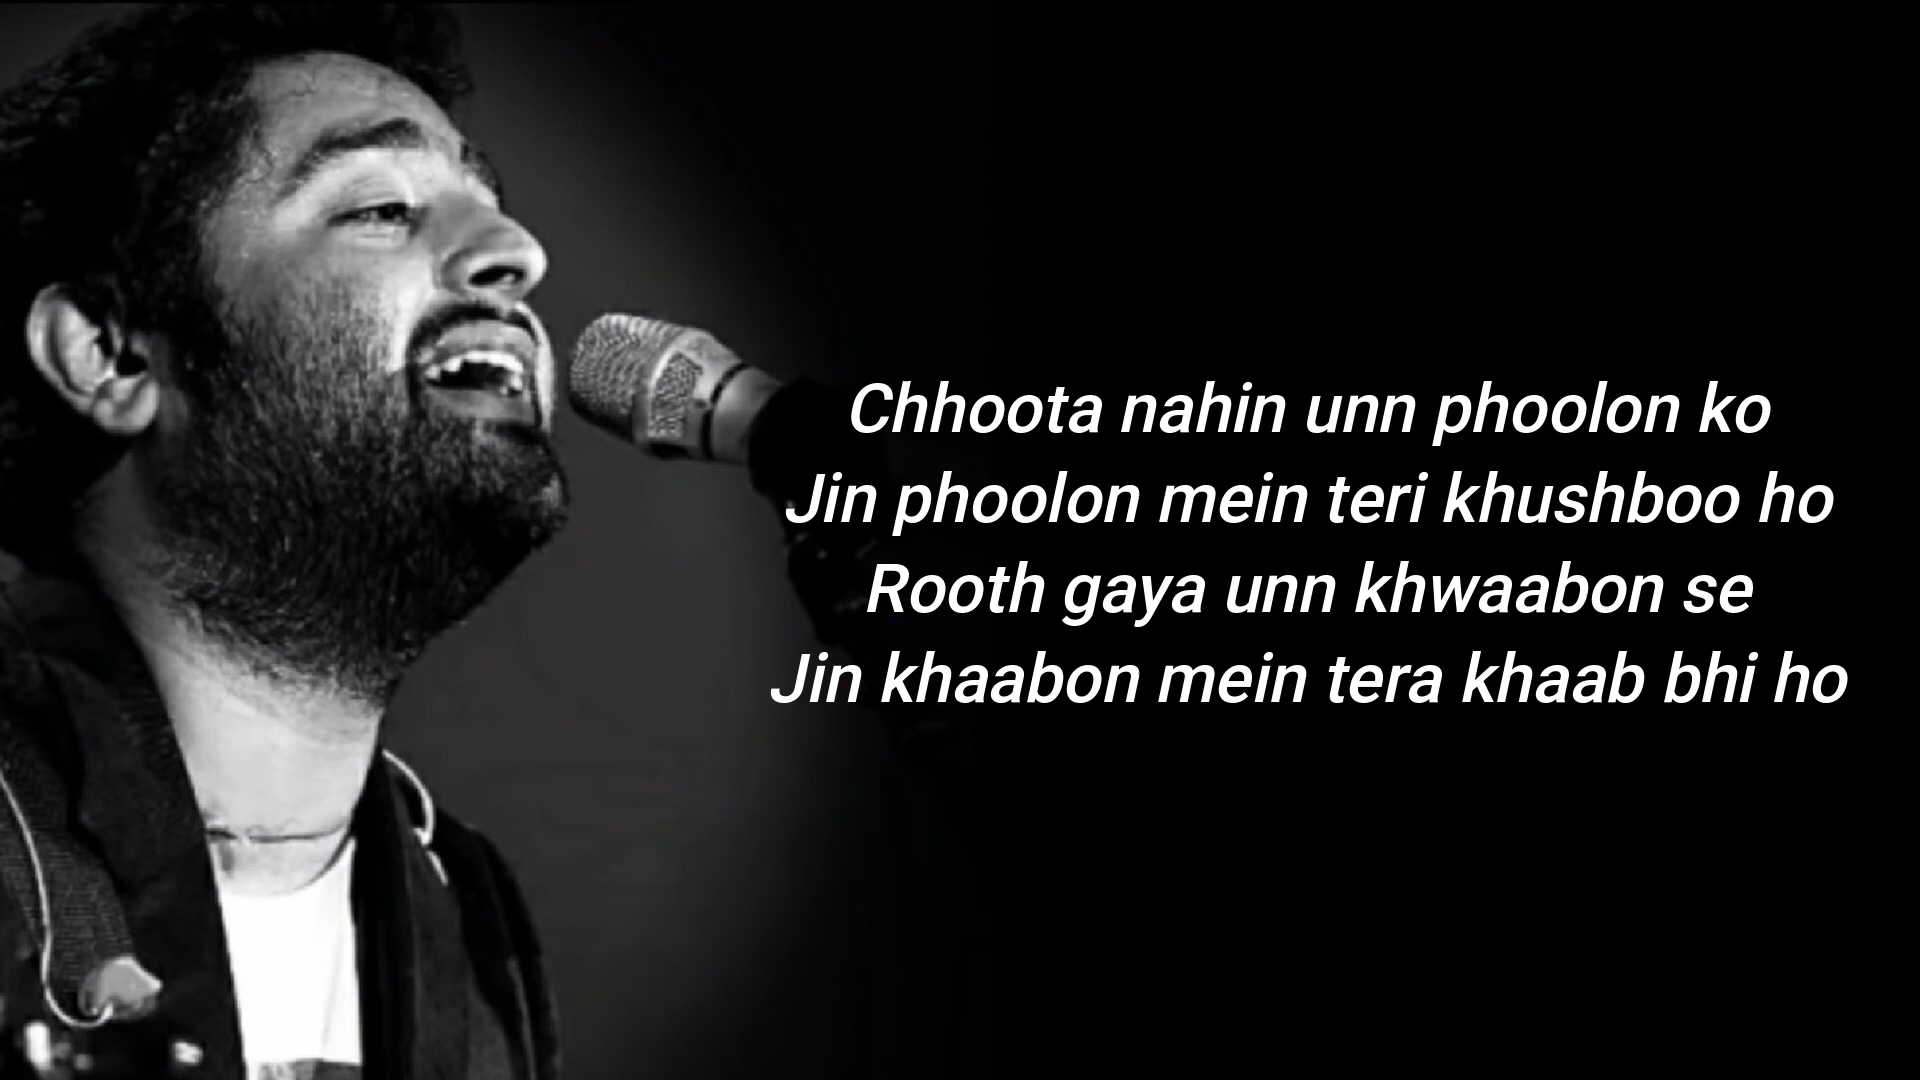 Chhoota nahin unn phoolon ko
Jin phoolon mein teri khushboo ho
Rooth gaya unn khwaabon se
Jin khaabon mein tera khaab bhi ho